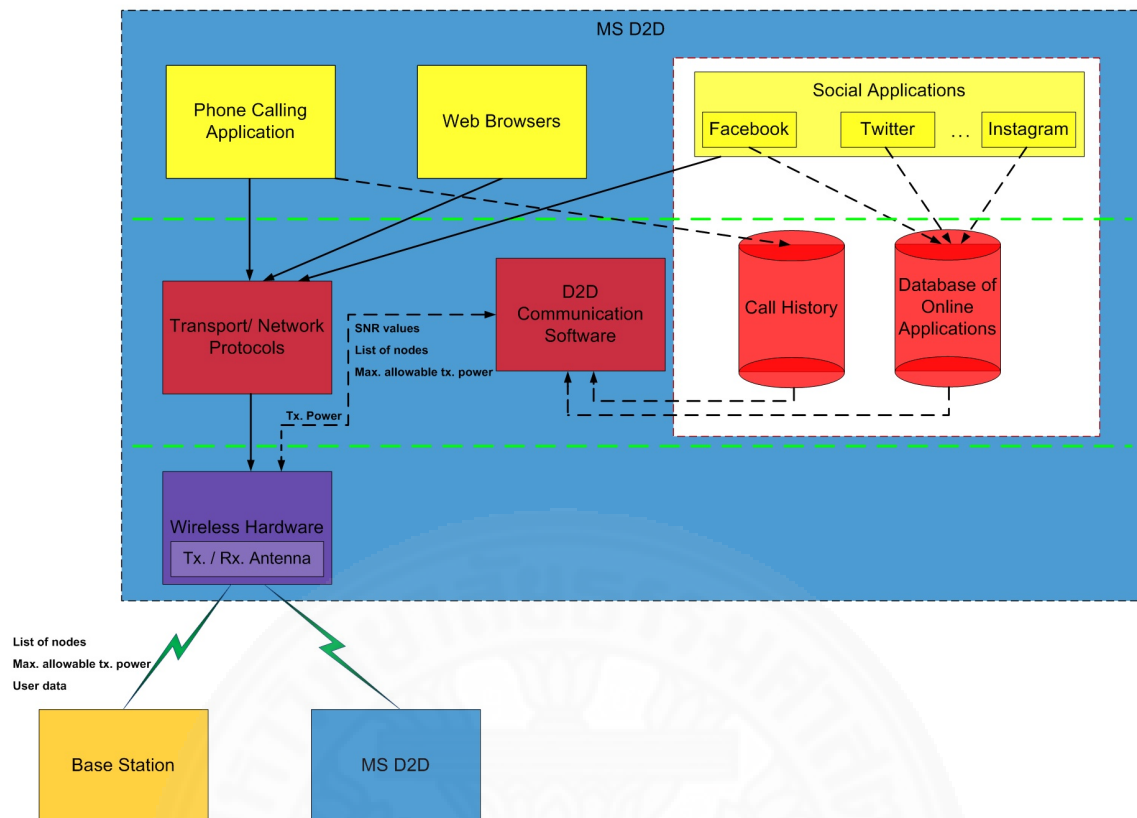 MS D2D
Phone Calling
Application
Web Browsers
Social Applications
Facebook
Twitter
...
Instagram
Transport/ Network
Protocols
D2D
Communication
Software
Call History
Database of
Online
Applications
SNR values
List of nodes
Max. allowable tx. power
Tx. Power
Wireless Hardware
Tx. / Rx. Antenna
List of nodes
Max. allowable tx. power
User data
Base Station
MS D2D